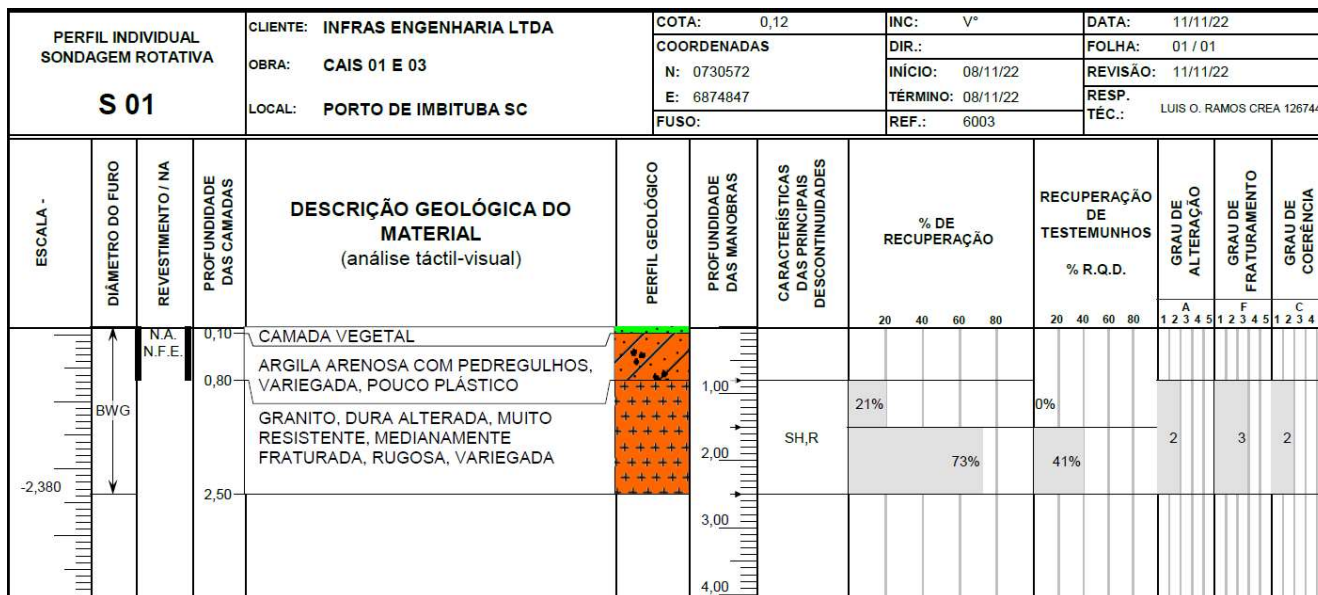 PERFIL INDIVIDUAL
SONDAGEM ROTATIVA
S 01
CLIENTE: INFRAS ENGENHARIA LTDA
OBRA: CAIS 01 E 03
LOCAL: PORTO DE IMBITUBA SC
COTA: 0,12
COORDENADAS
N: 0730572
E: 6874847
FUSO:
INC: V°
DIR.:
INÍCIO: 08/11/22
TÉRMINO: 08/11/22
REF.: 6003
DATA: 11/11/22
FOLHA: 01 / 01
REVISÃO: 11/11/22
RESP.
TÉC.: LUIS O. RAMOS CREA 126744
ESCALA -
DIÂMETRO DO FURO
REVESTIMENTO / NA
PROFUNDIDADE
DAS CAMADAS
DESCRIÇÃO GEOLÓGICA DO
MATERIAL
(análise táctil-visual)
PERFIL GEOLÓGICO
PROFUNDIDADE
DAS MANOBRAS
CARACTERÍSTICAS
DAS PRINCIPAIS
DESCONTINUIDADES
% DE
RECUPERAÇÃO
20 40 60 80
RECUPERAÇÃO
DE
TESTEMUNHOS
% R.Q.D.
20 40 60 80
GRAU DE
ALTERAÇÃO
A
1 2 3 4 5
GRAU DE
FRATURAMENTO
F
1 2 3 4 5
GRAU DE
COERÊNCIA
C
1 2 3 4
N.A.
N.F.E.
0,10
CAMADA VEGETAL
ARGILA ARENOSA COM PEDREGULHOS,
VARIEGADA, POUCO PLÁSTICO
0,80
1,00
BWG
GRANITO, DURA ALTERADA, MUITO
RESISTENTE, MEDIANAMENTE
FRATURADA, RUGOSA, VARIEGADA
21%
0%
SH,R
2
3
2
2,00
73%
41%
-2,380
2,50
3,00
4,00